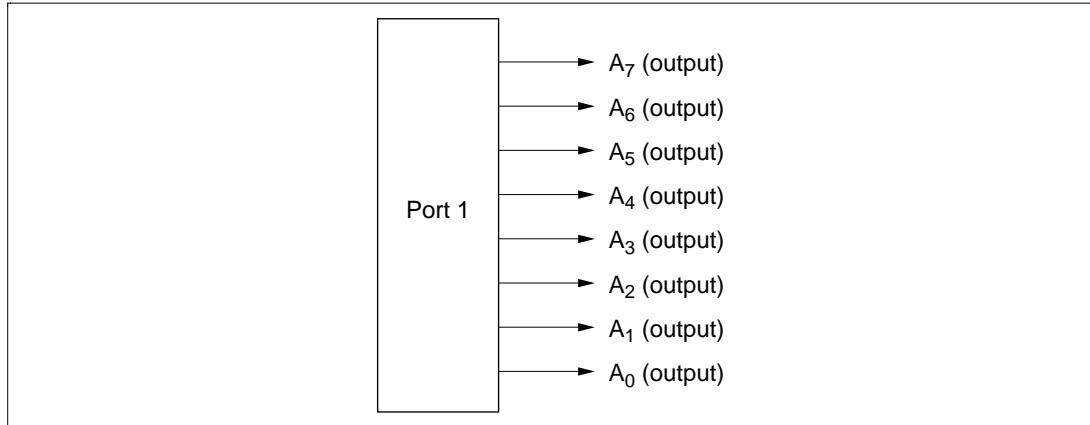 A7 (output)
A6 (output)
A5 (output)
A4 (output)
Port 1
A3 (output)
A2 (output)
A1 (output)
A0 (output)